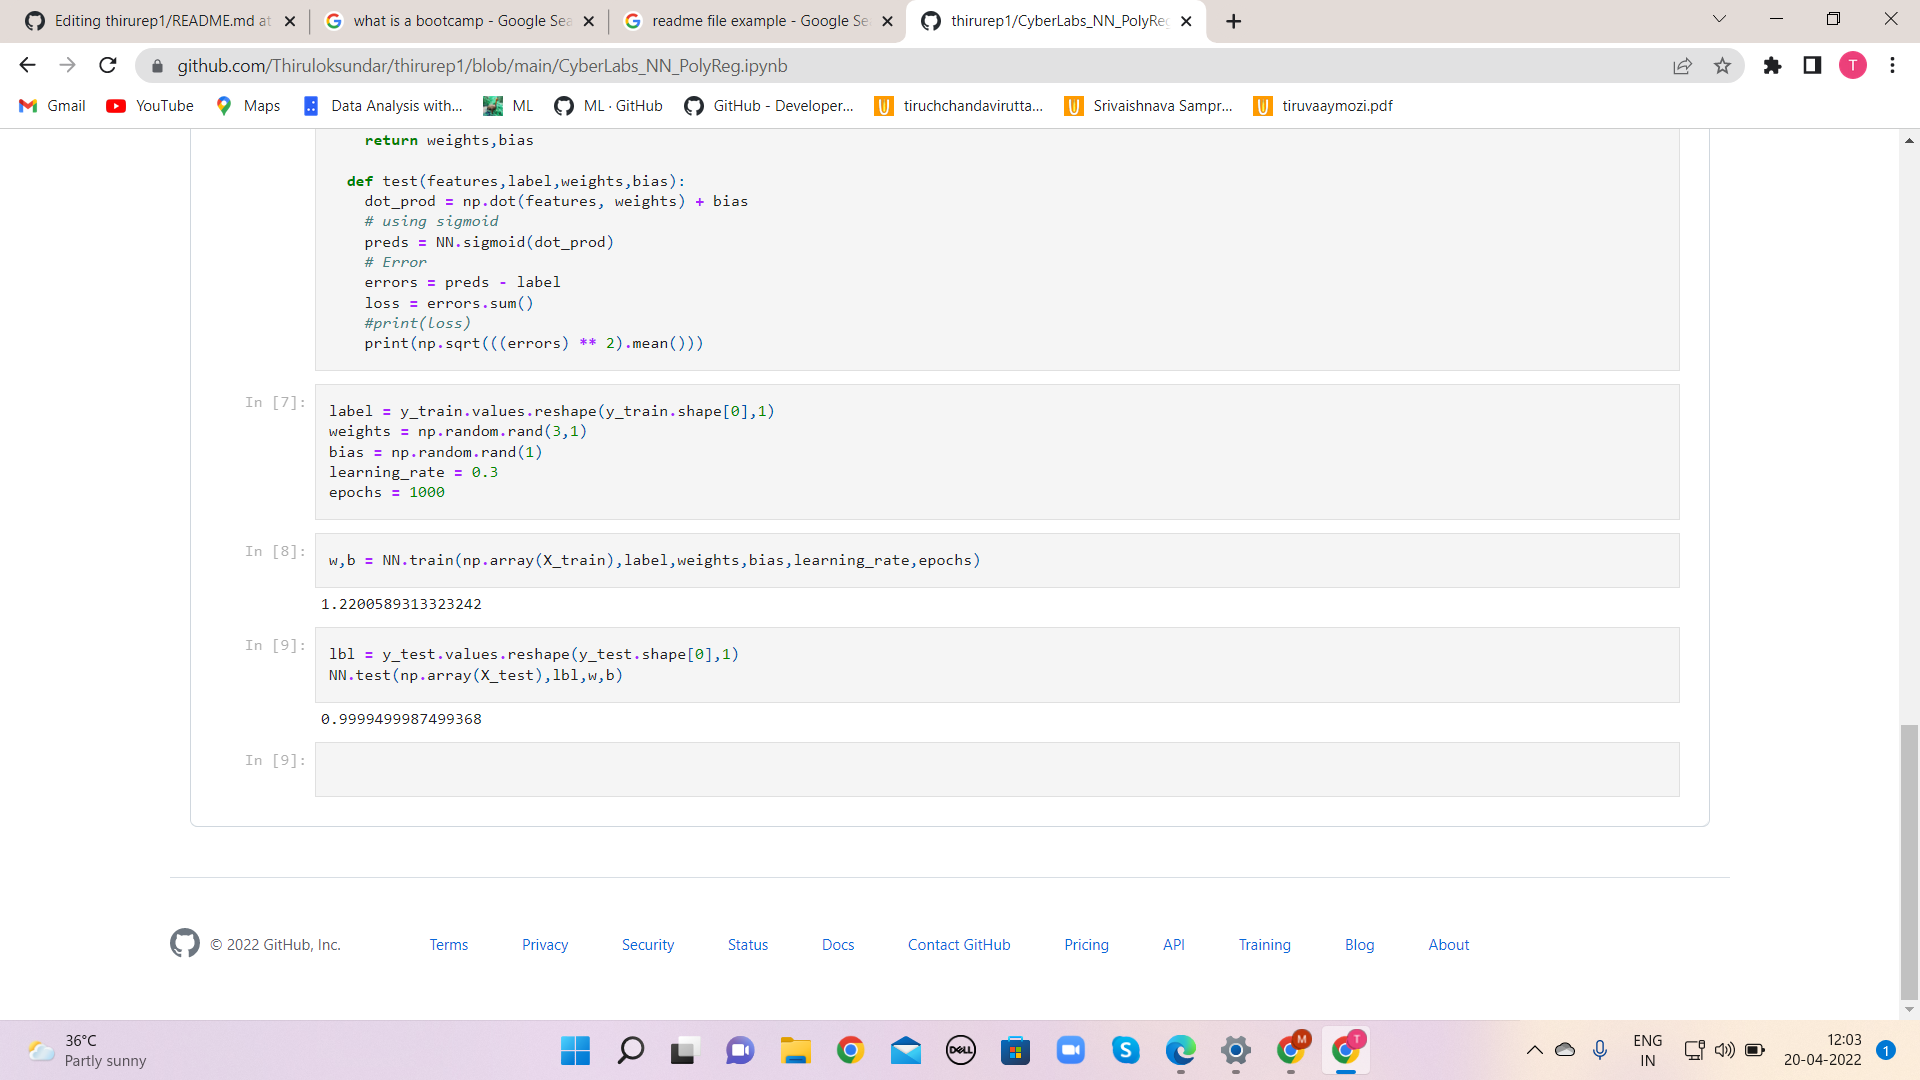 Editing thirurep1/README.md at
what is a bootcamp - Google Sea
readme file example - Google Se
thirurep1/CyberLabs_NN_PolyReg
github.com/Thiruloksundar/thirurep1/blob/main/CyberLabs_NN_PolyReg.ipynb
T
Gmail
YouTube
Maps
Data Analysis with...
ML
ML · GitHub
GitHub - Developer...
tiruchchandavirutta...
Srivaishnava Sampr...
tiruvaaymozi.pdf
return weights,bias
def test(features,label,weights,bias):
dot_prod = np.dot(features, weights) + bias
# using sigmoid
preds = NN.sigmoid(dot_prod)
# Error
errors = preds - label
loss = errors.sum()
#print(loss)
print(np.sqrt(((errors) ** 2).mean()))
In [7]:
label = y_train.values.reshape(y_train.shape[0],1)
weights = np.random.rand(3,1)
bias = np.random.rand(1)
learning_rate = 0.3
epochs = 1000
In [8]:
w,b = NN.train(np.array(X_train),label,weights,bias,learning_rate,epochs)
1.2200589313323242
In [9]:
lbl = y_test.values.reshape(y_test.shape[0],1)
NN.test(np.array(X_test),lbl,w,b)
0.9999499987499368
In [9]:
© 2022 GitHub, Inc.
Terms
Privacy
Security
Status
Docs
Contact GitHub
Pricing
API
Training
Blog
About
36°C
Partly sunny
DELL
S
M
T
ENG
IN
12:03
20-04-2022
1